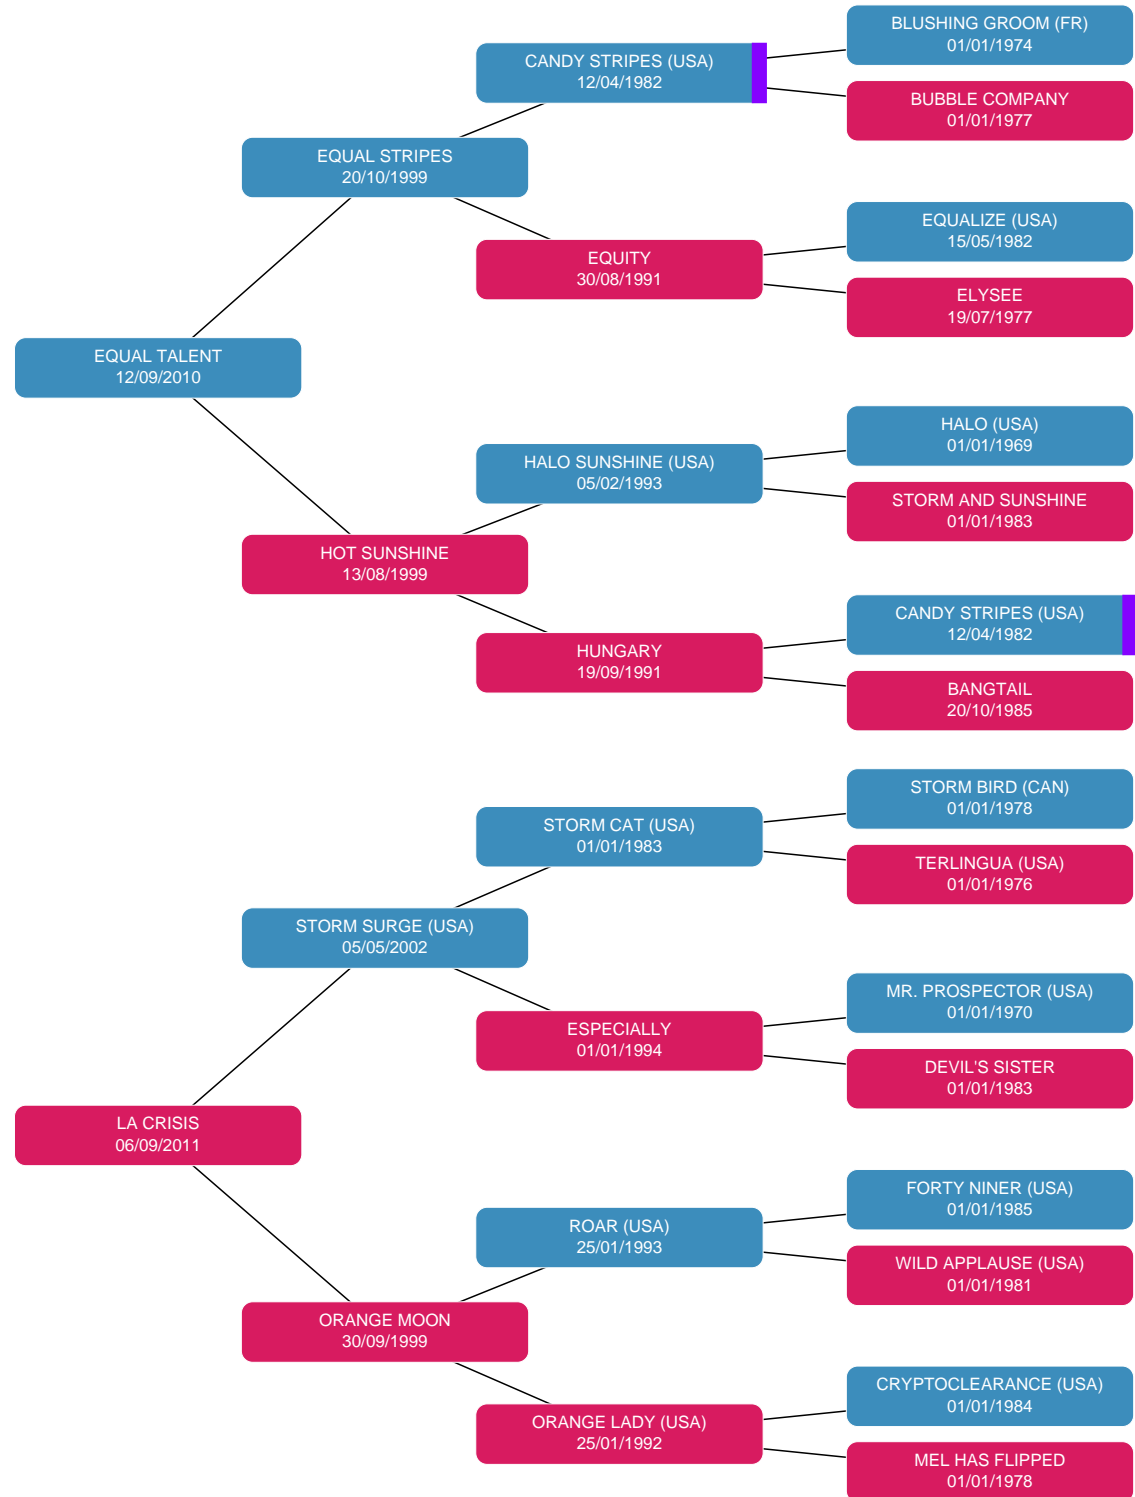 BLUSHING GROOM (FR)
01/01/1974
CANDY STRIPES (USA)
12/04/1982
BUBBLE COMPANY
01/01/1977
EQUAL STRIPES
20/10/1999
EQUALIZE (USA)
15/05/1982
EQUITY
30/08/1991
ELYSEE
19/07/1977
EQUAL TALENT
12/09/2010
HALO (USA)
01/01/1969
HALO SUNSHINE (USA)
05/02/1993
STORM AND SUNSHINE
01/01/1983
HOT SUNSHINE
13/08/1999
CANDY STRIPES (USA)
12/04/1982
HUNGARY
19/09/1991
BANGTAIL
20/10/1985
STORM BIRD (CAN)
01/01/1978
STORM CAT (USA)
01/01/1983
TERLINGUA (USA)
01/01/1976
STORM SURGE (USA)
05/05/2002
MR. PROSPECTOR (USA)
01/01/1970
ESPECIALLY
01/01/1994
DEVIL'S SISTER
01/01/1983
LA CRISIS
06/09/2011
FORTY NINER (USA)
01/01/1985
ROAR (USA)
25/01/1993
WILD APPLAUSE (USA)
01/01/1981
ORANGE MOON
30/09/1999
CRYPTOCLEARANCE (USA)
01/01/1984
ORANGE LADY (USA)
25/01/1992
MEL HAS FLIPPED
01/01/1978